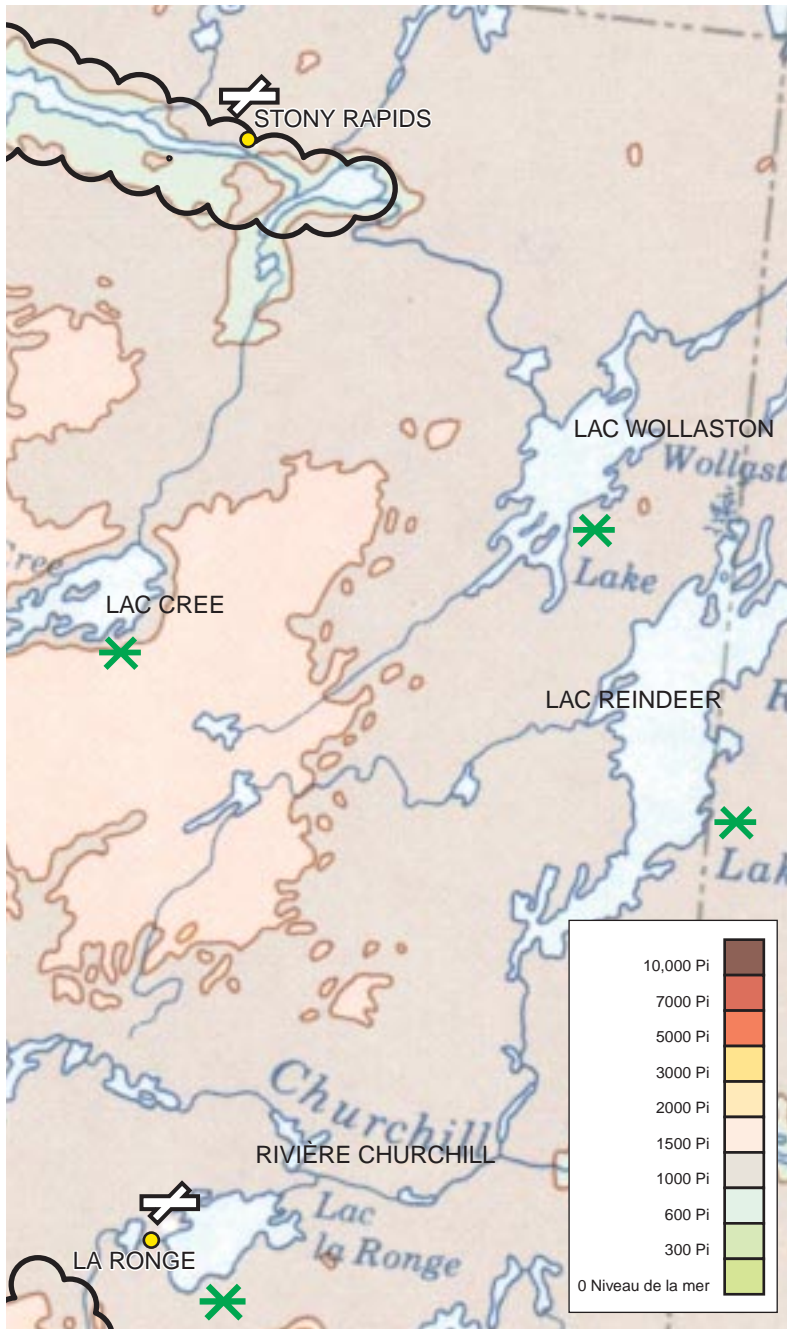 STONY RAPIDS
LAC WOLLASTON
Wollast
Cree
Lake
LAC CREE
LAC REINDEER
R
Lak
10,000 Pi
7000 Pi
5000 Pi
3000 Pi
2000 Pi
1500 Pi
1000 Pi
600 Pi
300 Pi
0 Niveau de la mer
Churchill
RIVIÈRE CHURCHILL
Lac
la Ronge
LA RONGE